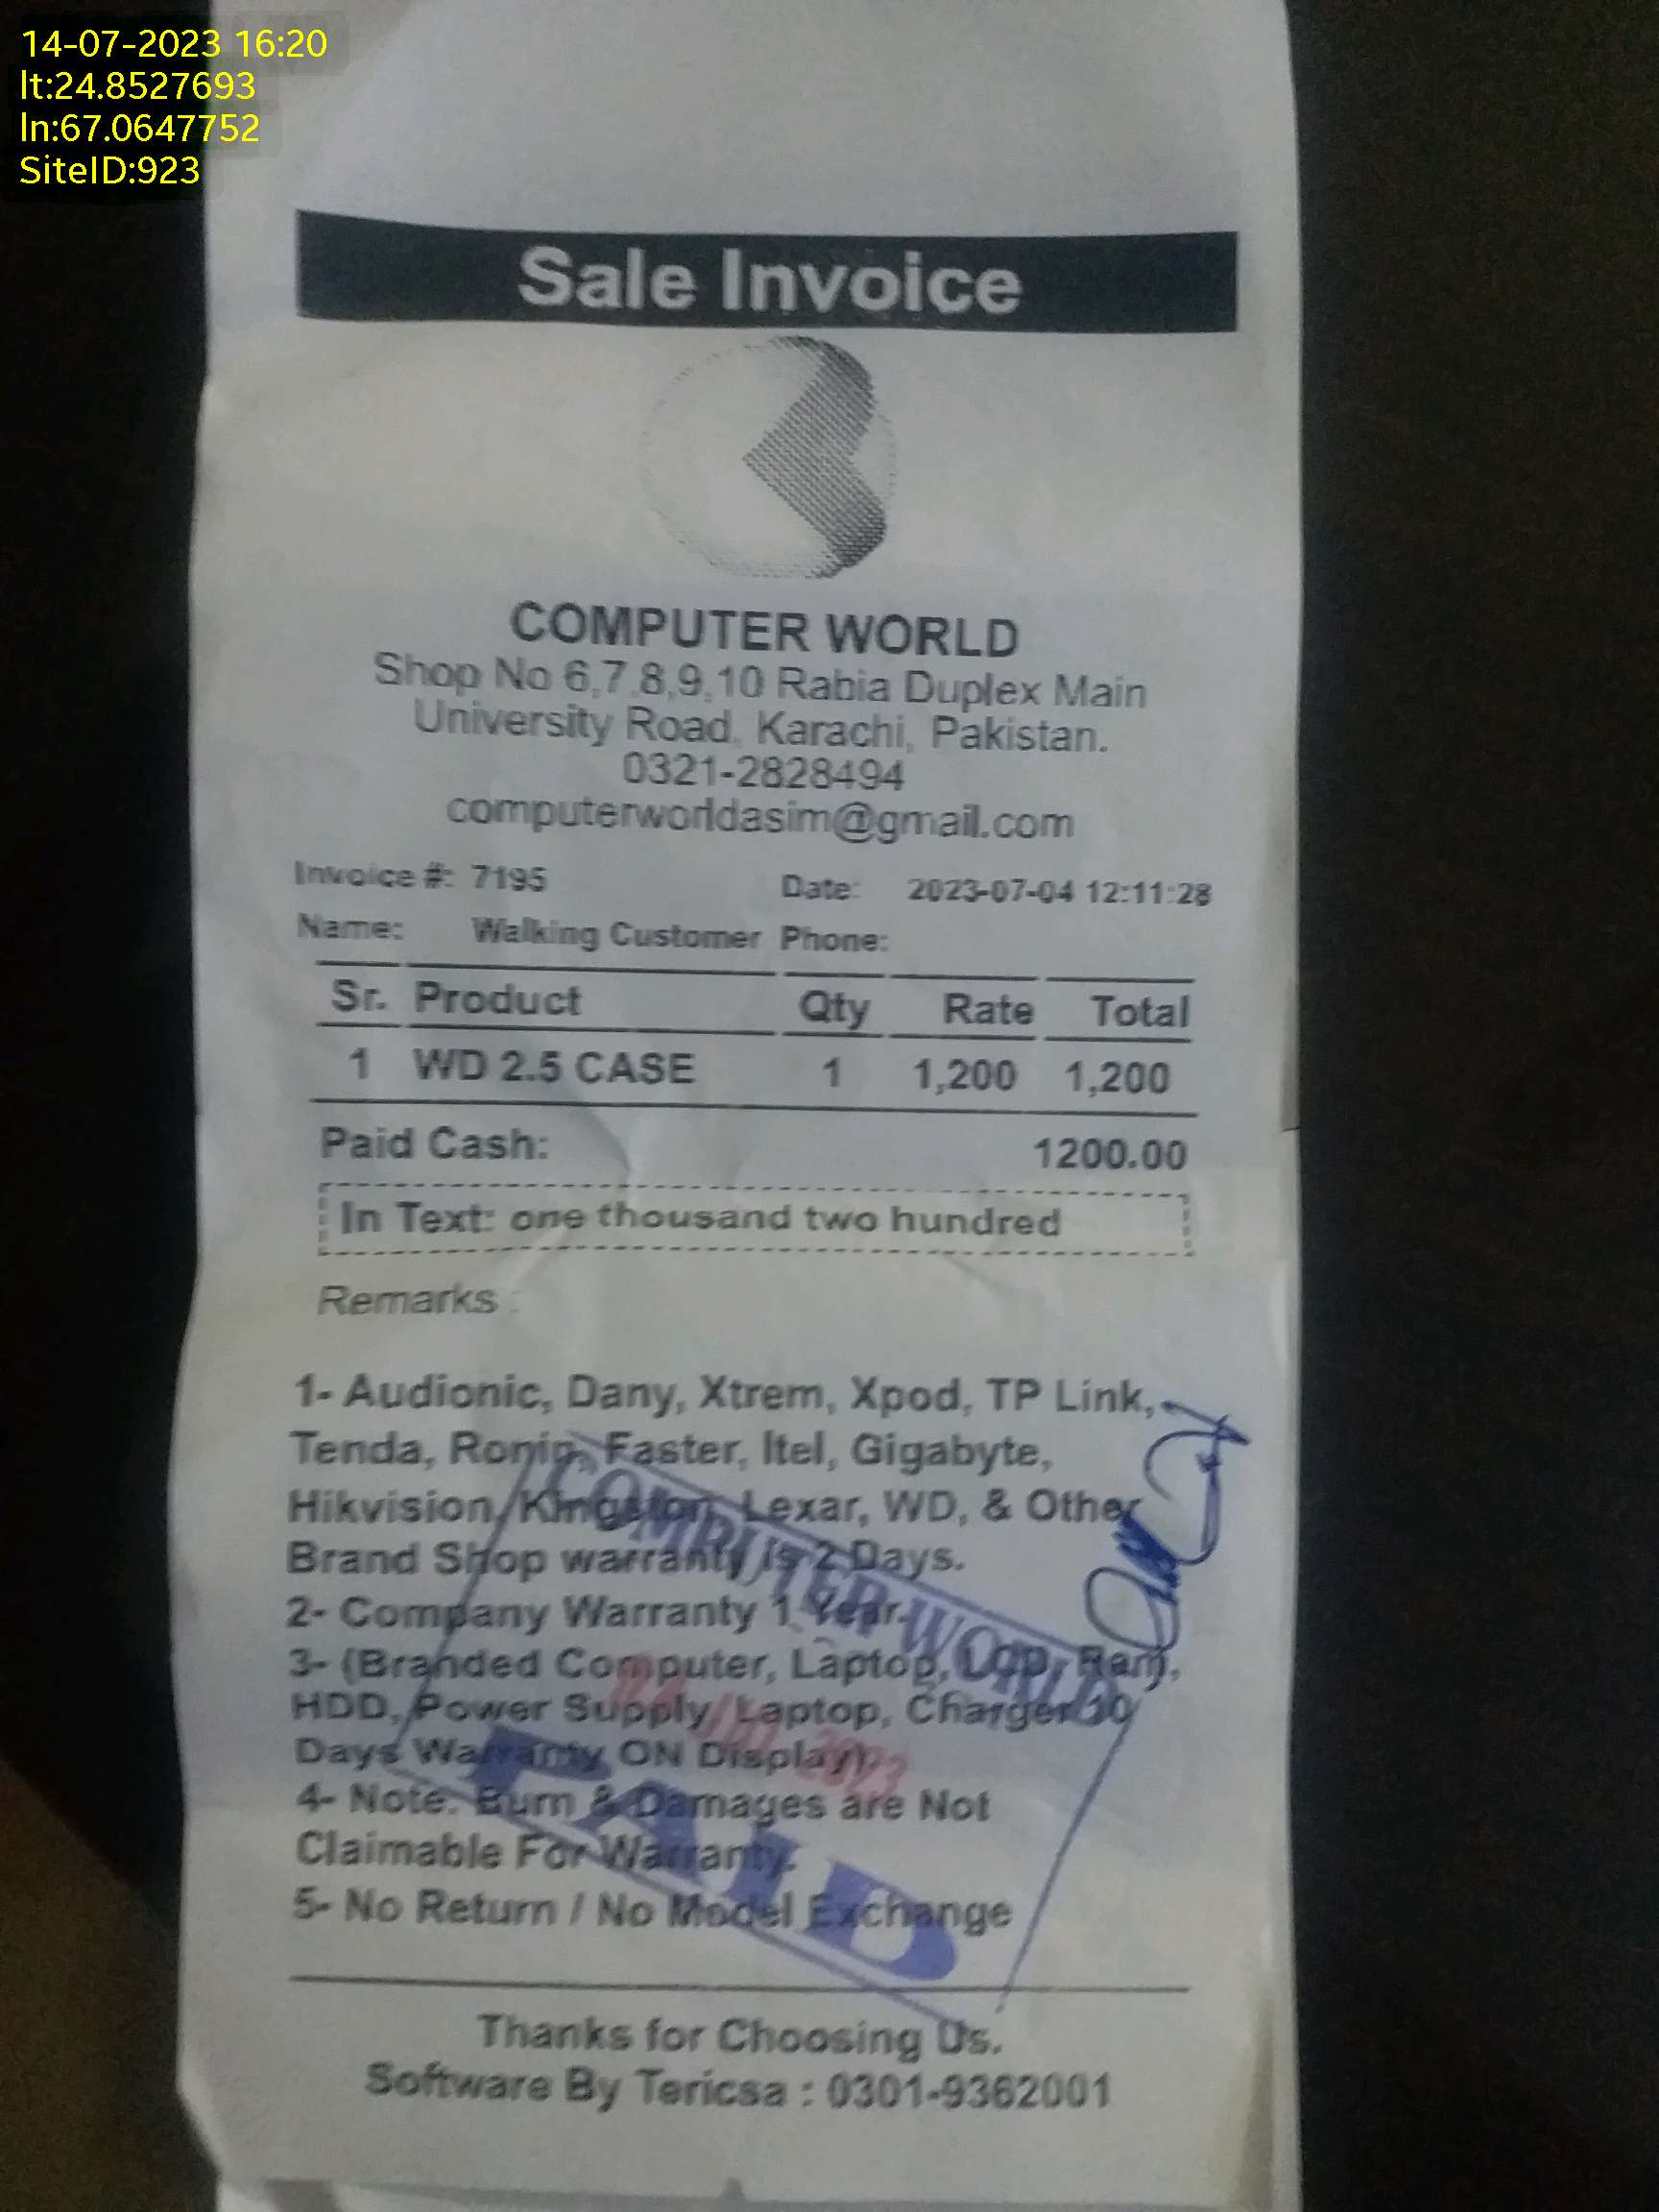 14-07-2023 16:20
lt:24.8527693
ln:67.0647752
SiteID:923
Sale Invoice
COMPUTER WORLD
Shop No 6,7,8,9,10 Rabia Duplex Main
University Road, Karachi, Pakistan.
0321-2828494
computerworldasim@gmail.com
Invoice #: 7195 Date: 2023-07-04 12:11:28
Name: Walking Customer Phone:
Sr. Product Qty Rate Total
1 WD 2.5 CASE 1 1,200 1,200
Paid Cash: 1200.00
In Text: one thousand two hundred
Remarks :
1- Audionic, Dany, Xtrem, Xpod, TP Link,
Tenda, Ronin, Faster, Itel, Gigabyte,
Hikvision, Kingston, Lexar, WD, & Other
Brand Shop warranty is 2 Days.
2- Company Warranty 1 Year.
3- (Branded Computer, Laptop, LCD, Ram,
HDD, Power Supply, Laptop, Charger 10
Days Warranty ON Display).
4- Note: Burn & Damages are Not
Claimable For Warranty.
5- No Return / No Model Exchange
COMPUTER WORLD
2023
PAID
Thanks for Choosing Us.
Software By Tericsa : 0301-9362001